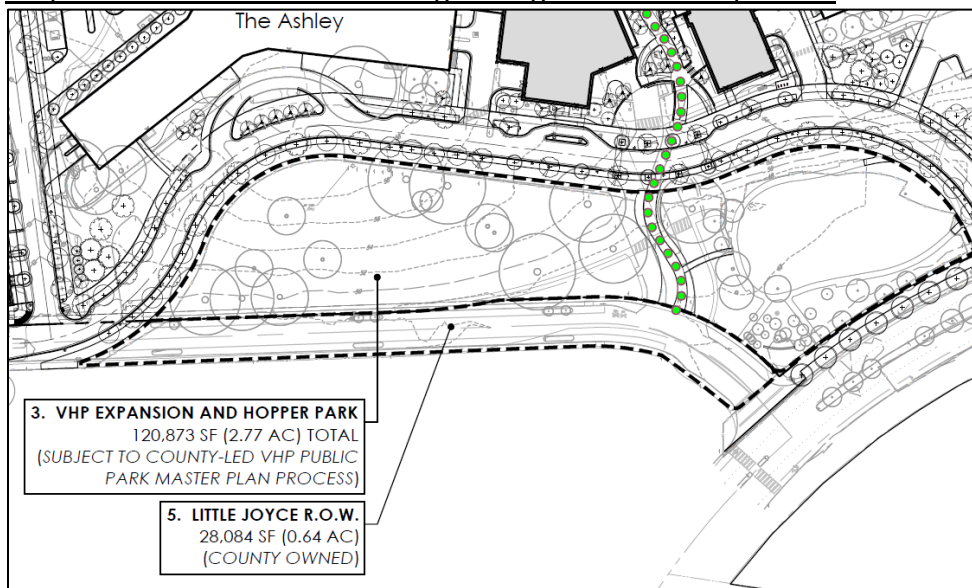 The Ashley
3. VHP EXPANSION AND HOPPER PARK
120,873 SF (2.77 AC) TOTAL
(SUBJECT TO COUNTY-LED VHP PUBLIC
PARK MASTER PLAN PROCESS)
5. LITTLE JOYCE R.O.W.
28,084 SF (0.64 AC)
(COUNTY OWNED)